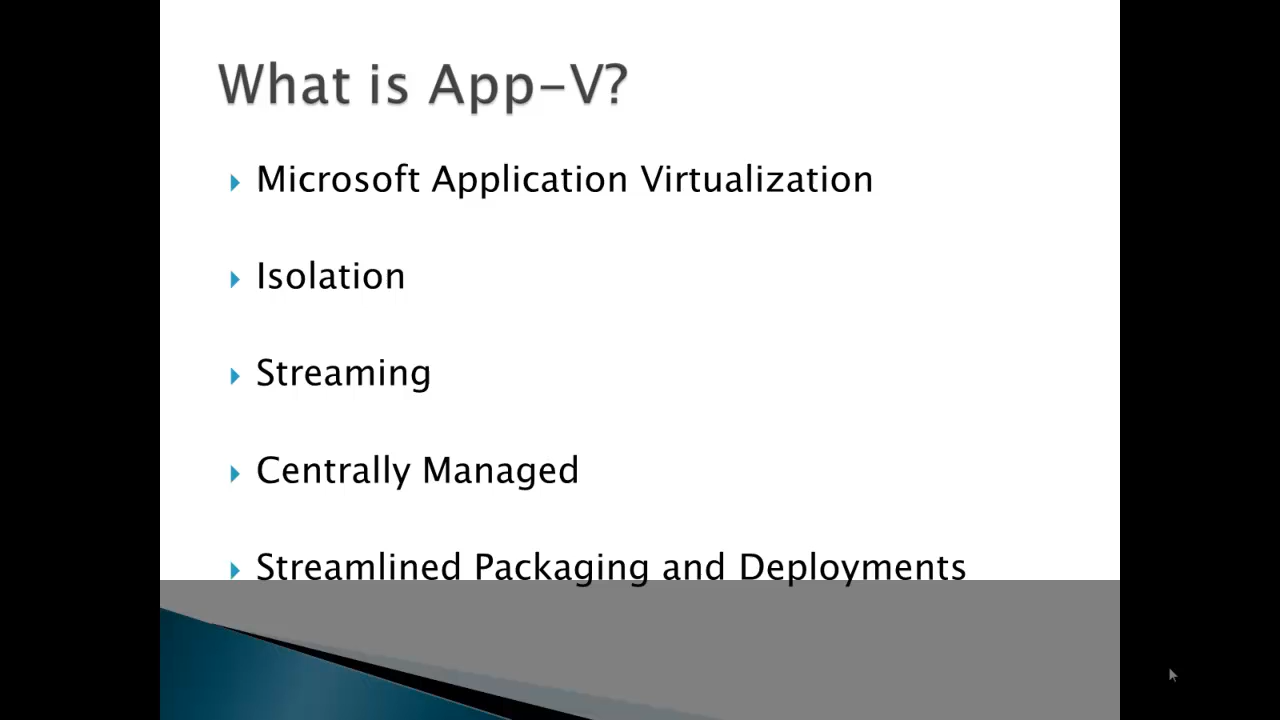 What is App-V?
Microsoft Application Virtualization
Isolation
Streaming
Centrally Managed
Streamlined Packaging and Deployments